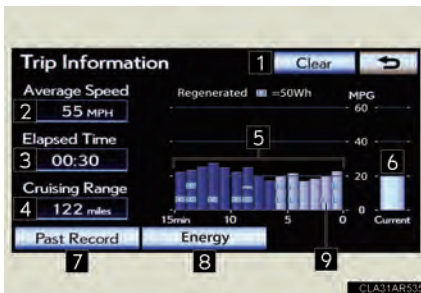 Trip Information
1
Clear
Average Speed
Regenerated =50Wh
MPG
2
55 MPH
60
5
Elapsed Time
3
00:30
40
6
Cruising Range
20
4
122 miles
0
15min
10
5
0
Current
Past Record
Energy
9
7
8
CLA31AR535